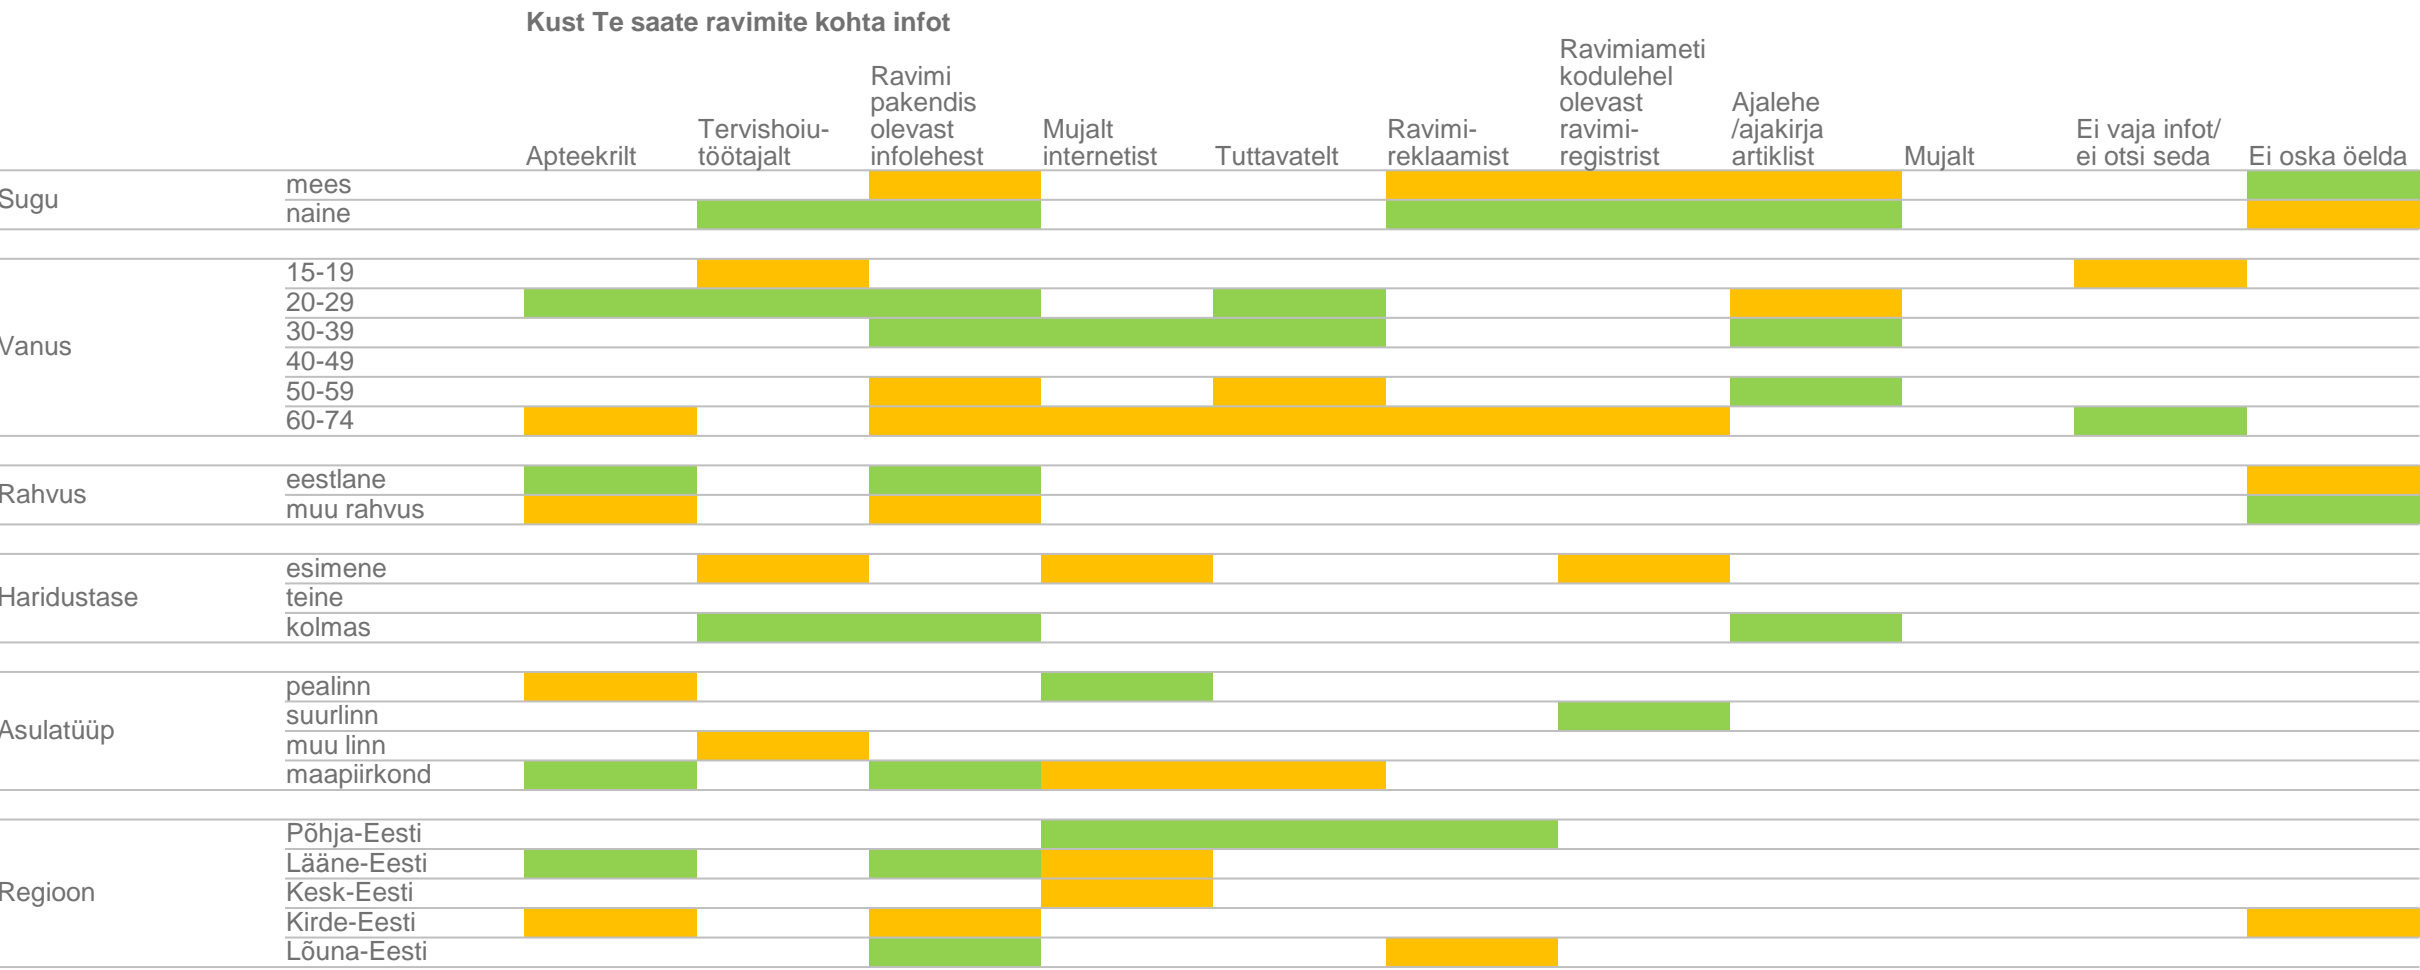 Kust Te saate ravimite kohta infot
Apteekrilt
Tervishoiu-
töötajalt
Ravimi
pakendis
olevast
infolehest
Mujalt
internetist
Tuttavatelt
Ravimi-
reklaamist
Ravimiameti
kodulehel
olevast
ravimi-
registrist
Ajalehe
/ajakirja
artiklist
Mujalt
Ei vaja infot/
ei otsi seda
Ei oska öelda
Sugu
mees
naine
Vanus
15-19
20-29
30-39
40-49
50-59
60-74
Rahvus
eestlane
muu rahvus
Haridustase
esimene
teine
kolmas
Asulatüüp
pealinn
suurlinn
muu linn
maapiirkond
Regioon
Põhja-Eesti
Lääne-Eesti
Kesk-Eesti
Kirde-Eesti
Lõuna-Eesti